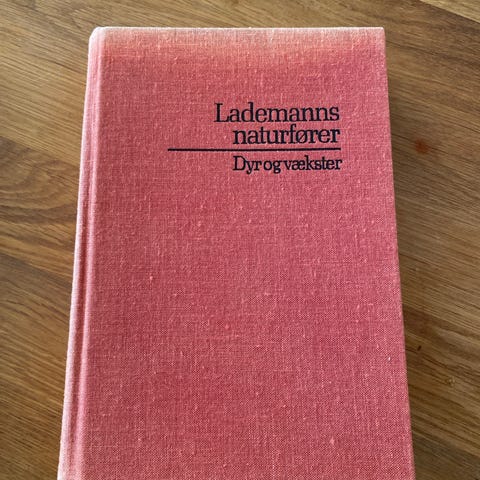 Lademanns
naturfører
Dyr og vækster